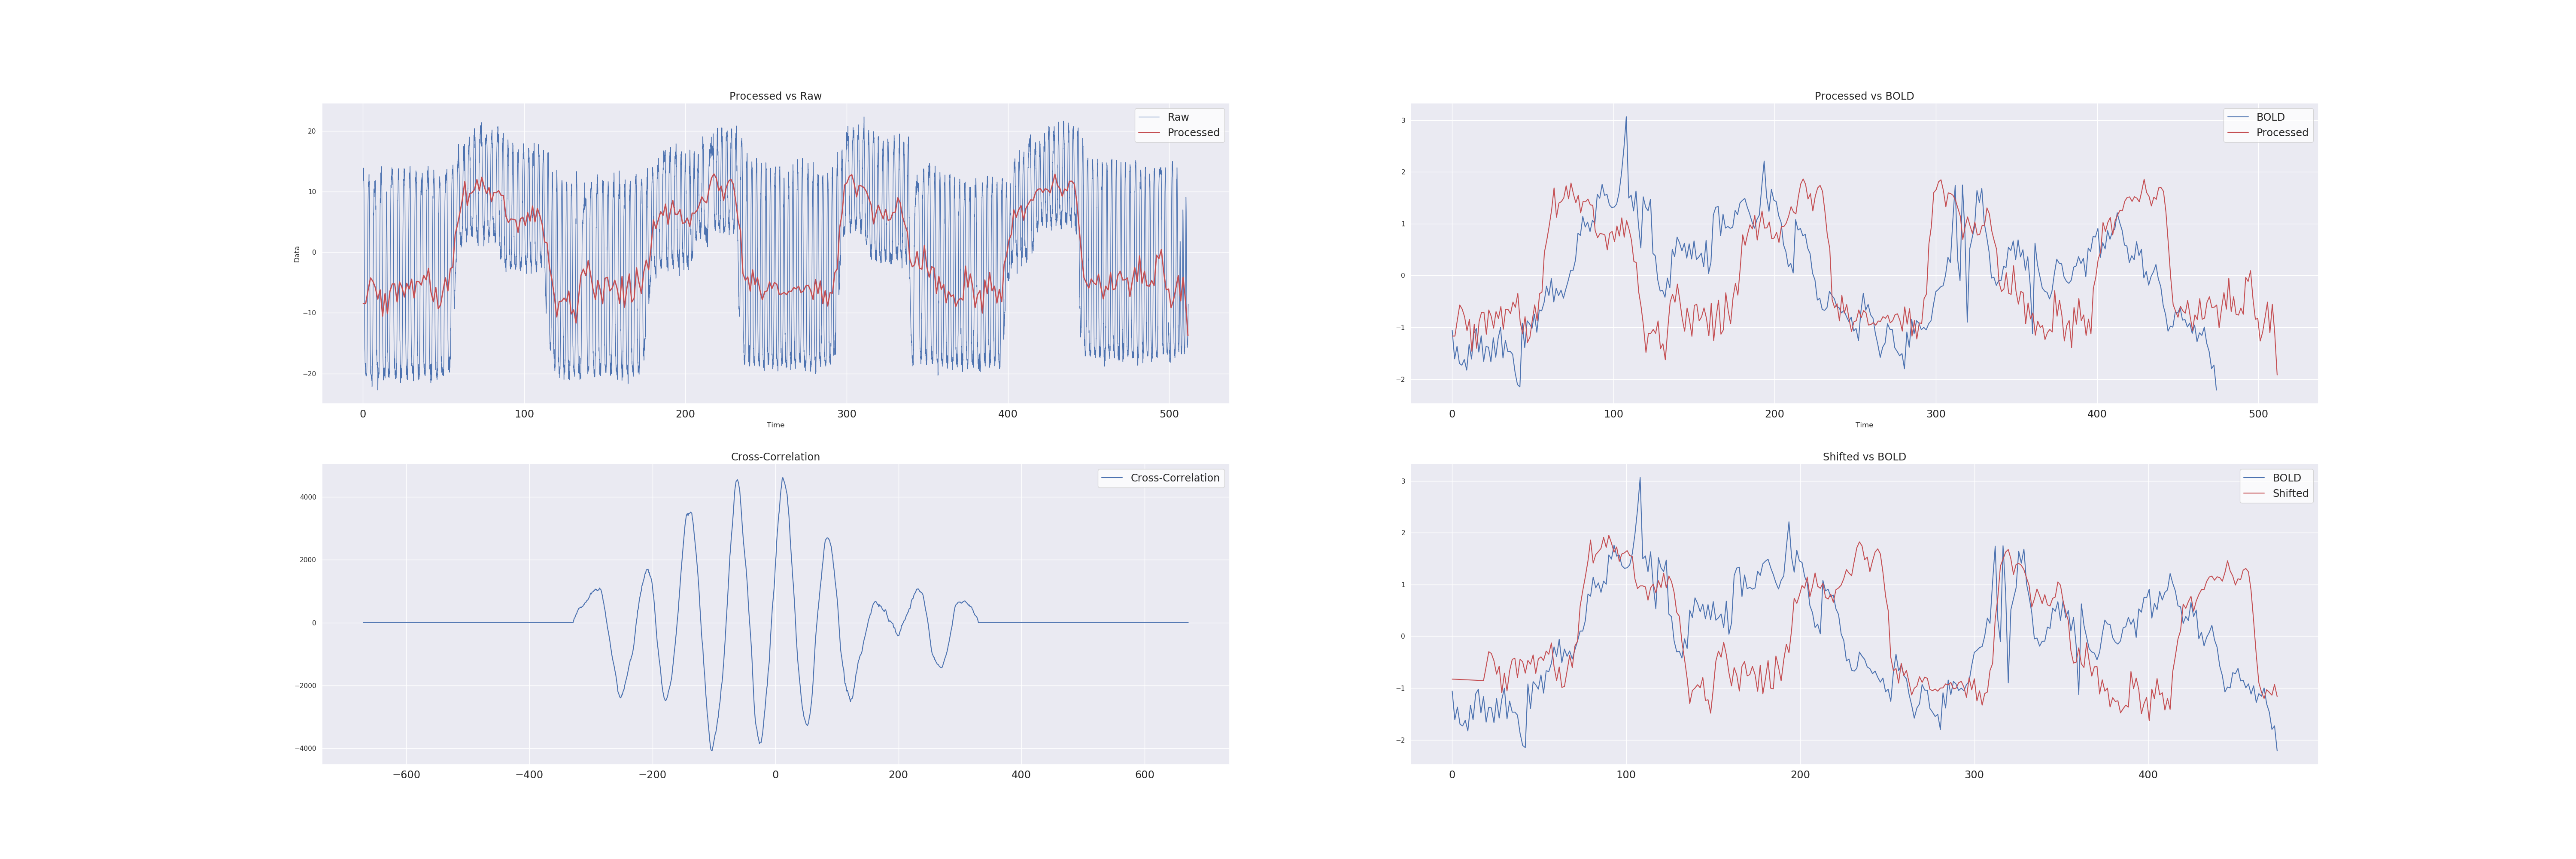 Processed vs Raw
Raw
Processed
Data
20
10
0
−10
−20
0 100 200 300 400 500
Time
Processed vs BOLD
BOLD
Processed
3
2
1
0
−1
−2
0 100 200 300 400 500
Time
Cross-Correlation
Cross-Correlation
4000
2000
0
−2000
−4000
−600 −400 −200 0 200 400 600
Shifted vs BOLD
BOLD
Shifted
3
2
1
0
−1
−2
0 100 200 300 400